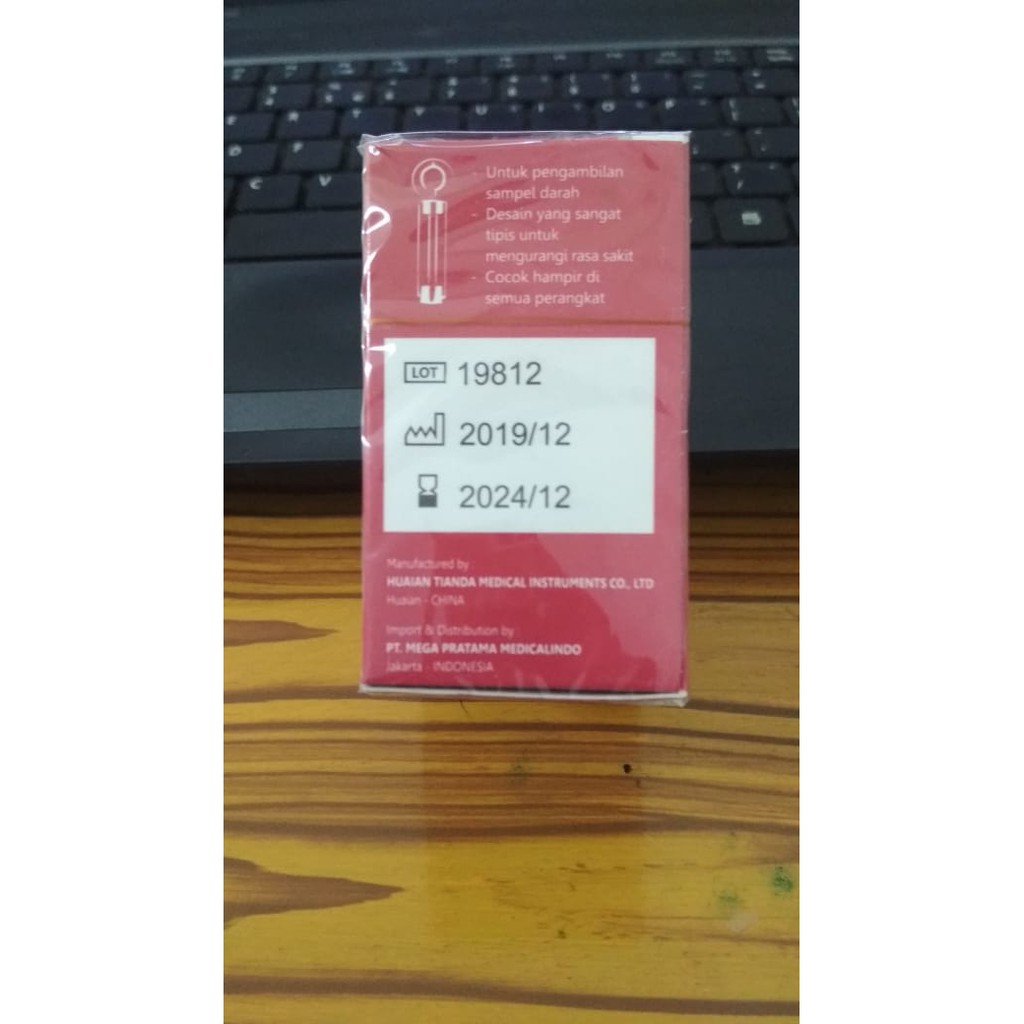 - Untuk pengambilan
sampel darah
- Desain yang sangat
tipis untuk
mengurangi rasa sakit
- Cocok hampir di
semua perangkat
LOT 19812
2019/12
2024/12
Manufactured by :
HUAIAN TIANDA MEDICAL INSTRUMENTS CO., LTD
Huaian - CHINA
Import & Distribution by :
PT. MEGA PRATAMA MEDICALINDO
Jakarta - INDONESIA